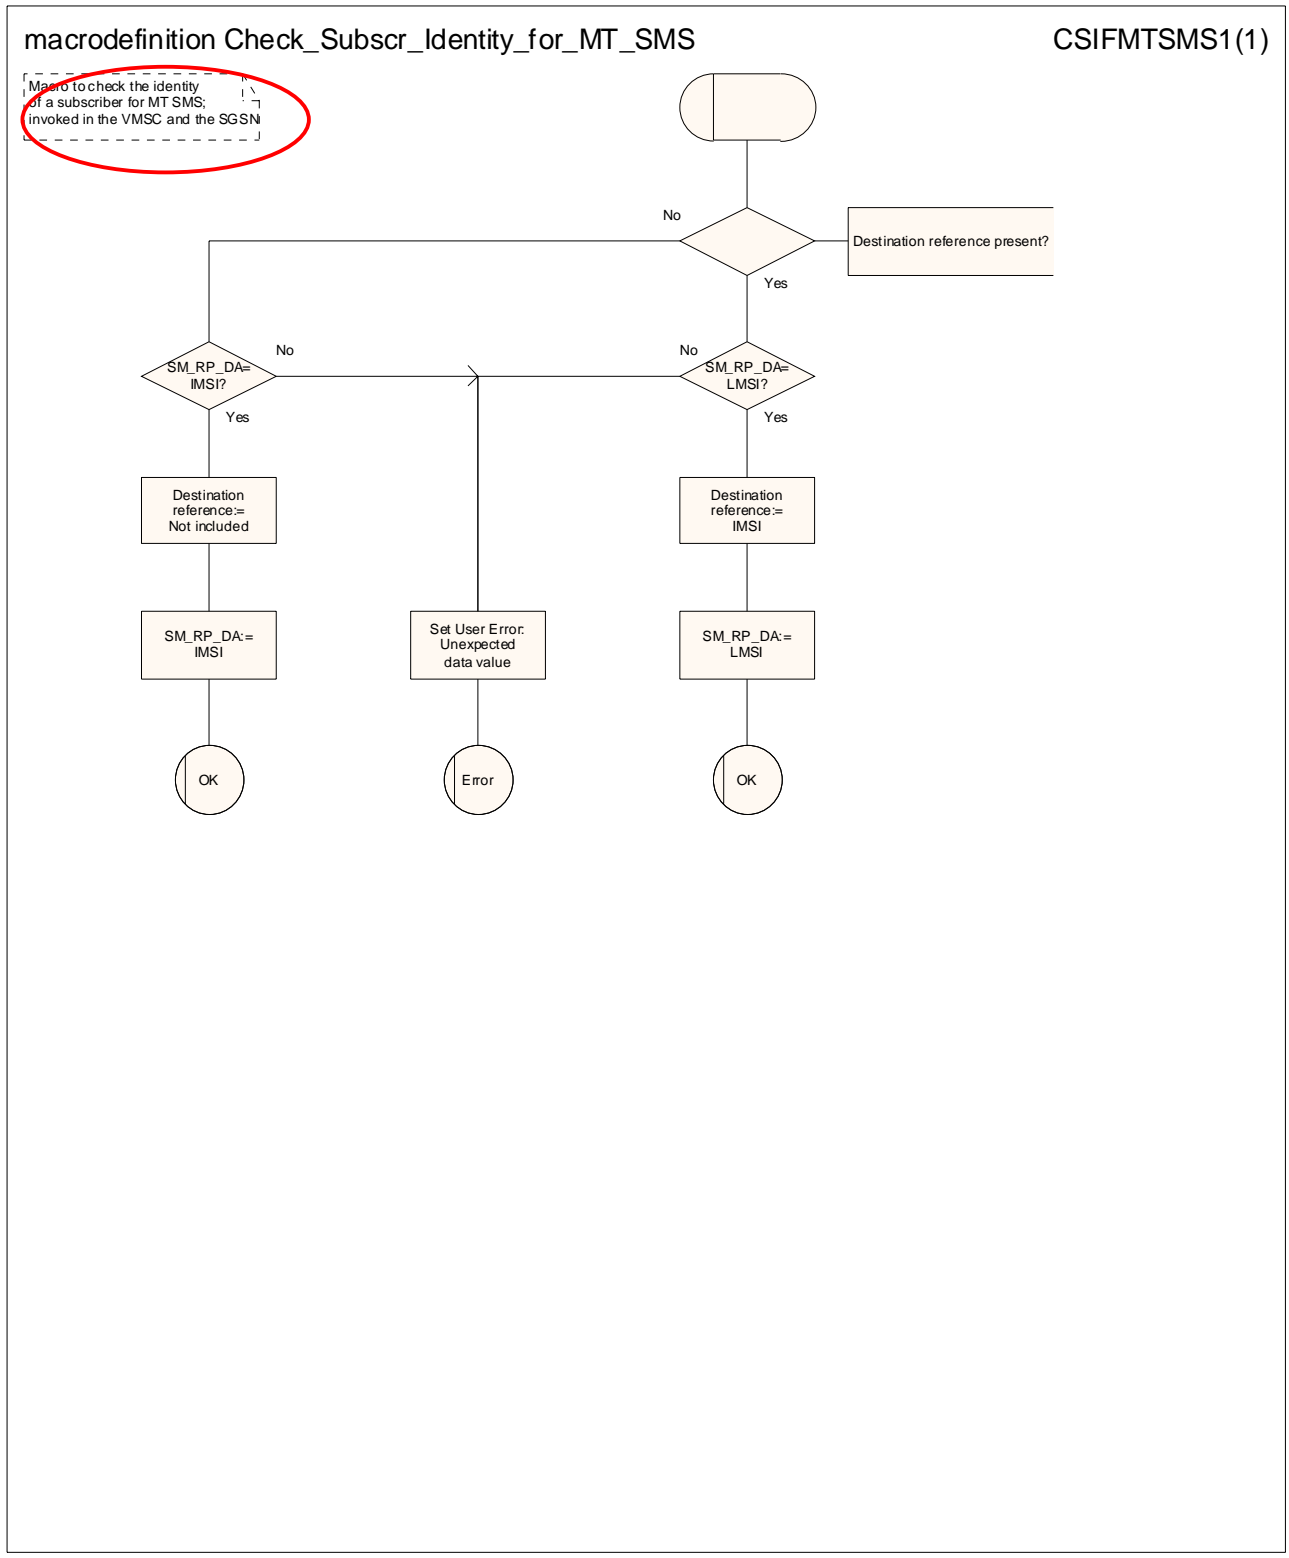 macrodefinition Check_Subscr_Identity_for_MT_SMS
CSIFMTSMS1(1)
Macro to check the identity
of a subscriber for MT SMS;
invoked in the VMSC and the SGSN
No
Destination reference present?
Yes
SM_RP_DA=
IMSI?
No
Yes
No
SM_RP_DA=
LMSI?
Yes
Destination
reference:=
Not included
Destination
reference:=
IMSI
SM_RP_DA:=
IMSI
Set User Error:
Unexpected
data value
SM_RP_DA:=
LMSI
OK
Error
OK